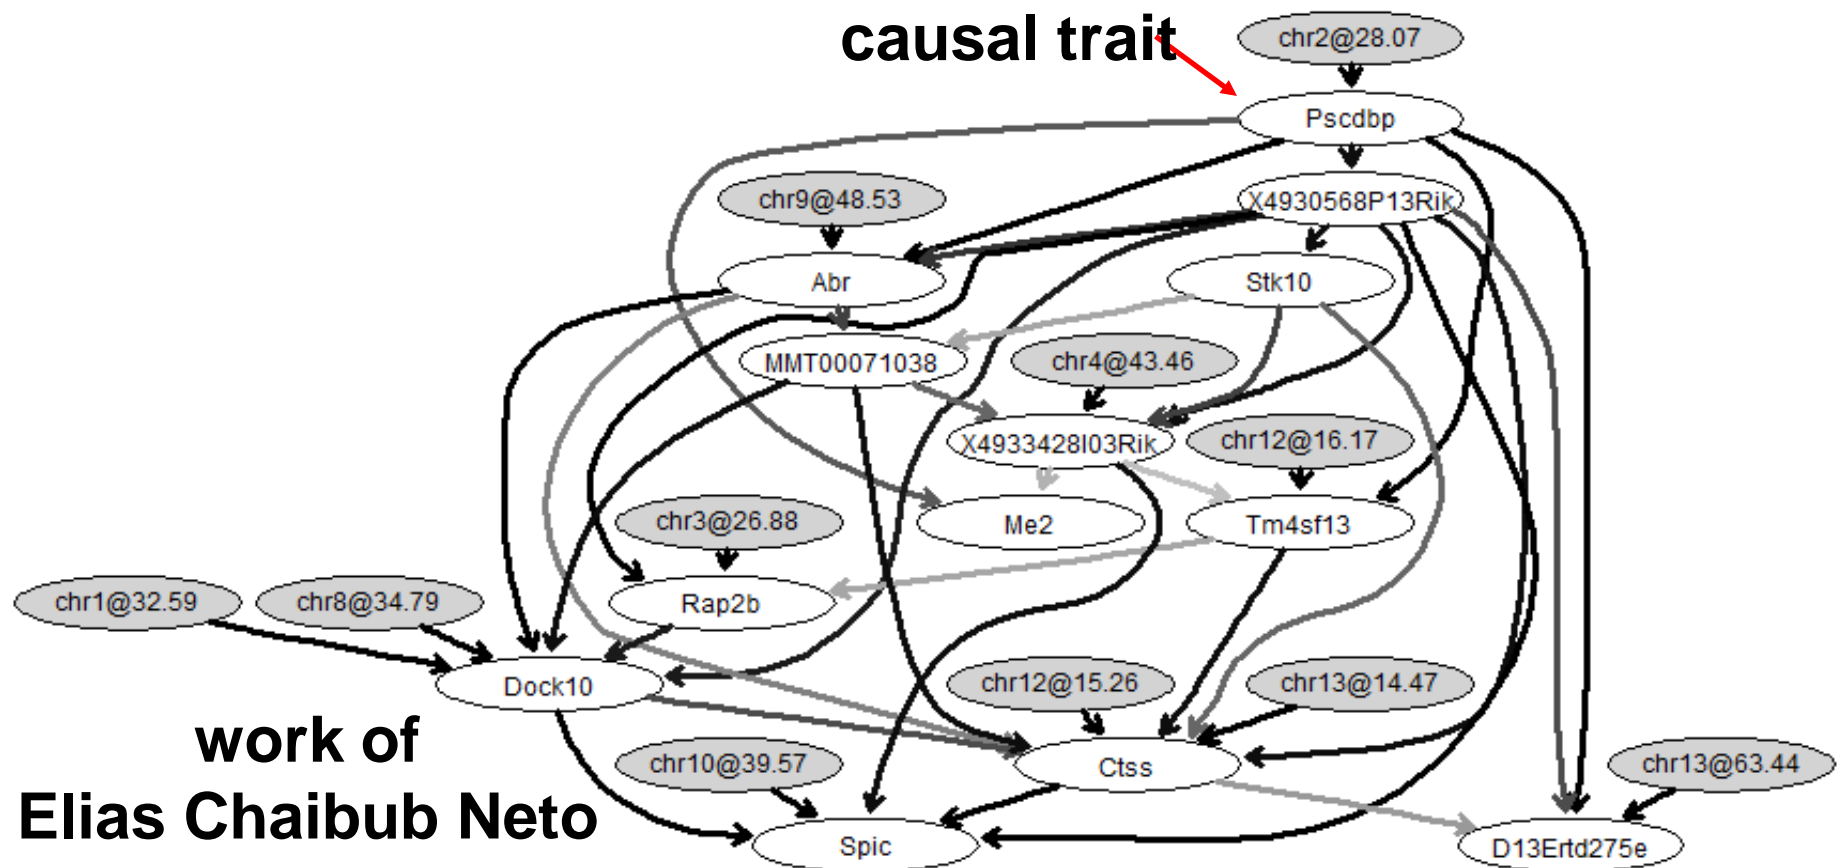 causal trait
chr2@28.07
Pscdbp
chr9@48.53
X4930568P13Rik
Abr
Stk10
MMT00071038
chr4@43.46
X4933428I03Rik
chr12@16.17
chr3@26.88
Me2
Tm4sf13
chr1@32.59
chr8@34.79
Rap2b
Dock10
chr12@15.26
chr13@14.47
work of
Elias Chaibub Neto
chr10@39.57
Ctss
chr13@63.44
Spic
D13Ertd275e